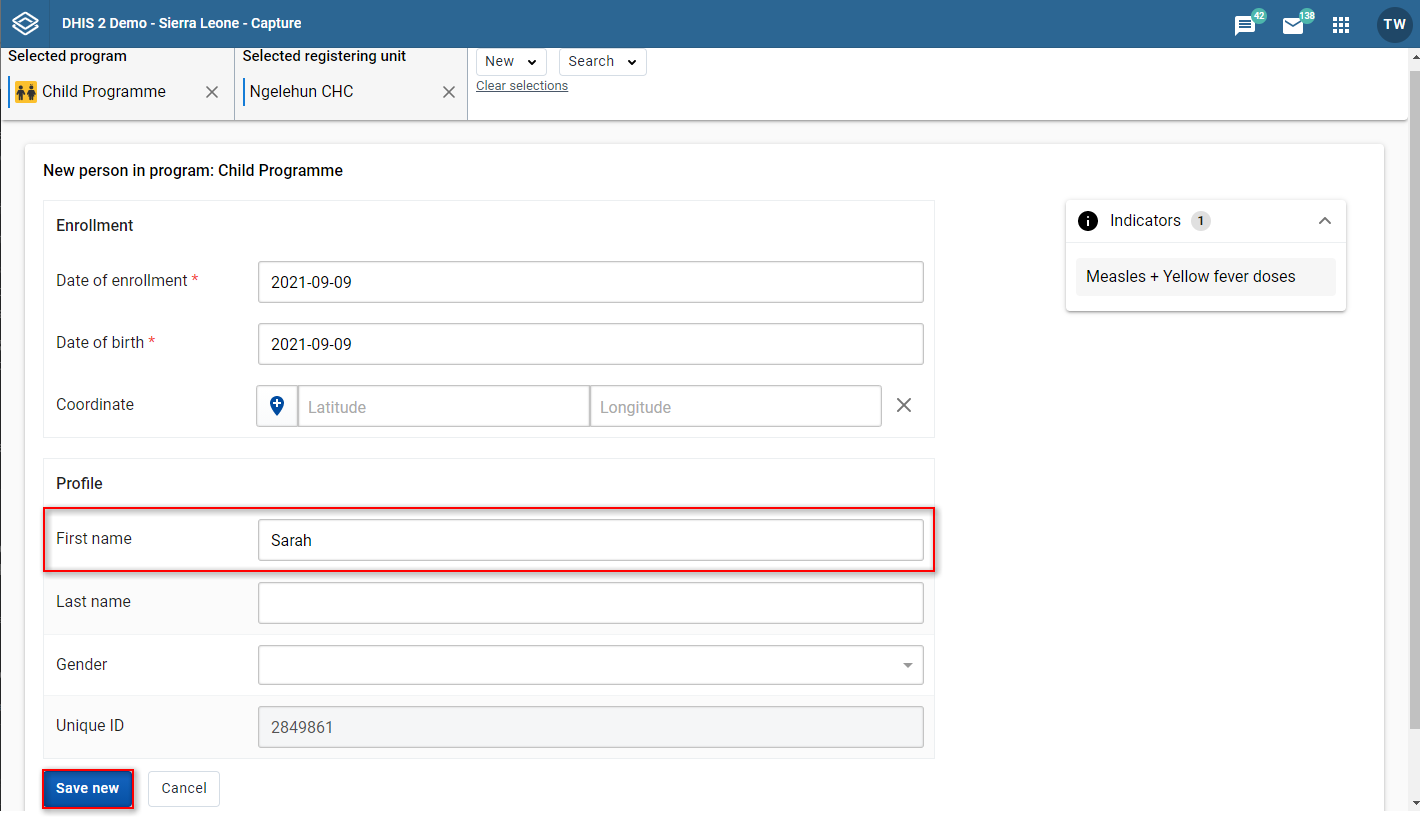 DHIS 2 Demo - Sierra Leone - Capture
42
138
TW
Selected program
Child Programme
Selected registering unit
Ngelehun CHC
New
Search
Clear selections
New person in program: Child Programme
Enrollment
Date of enrollment *
2021-09-09
Date of birth *
2021-09-09
Coordinate
Latitude
Longitude
Indicators 1
Measles + Yellow fever doses
Profile
First name
Sarah
Last name
Gender
Unique ID
2849861
Save new
Cancel